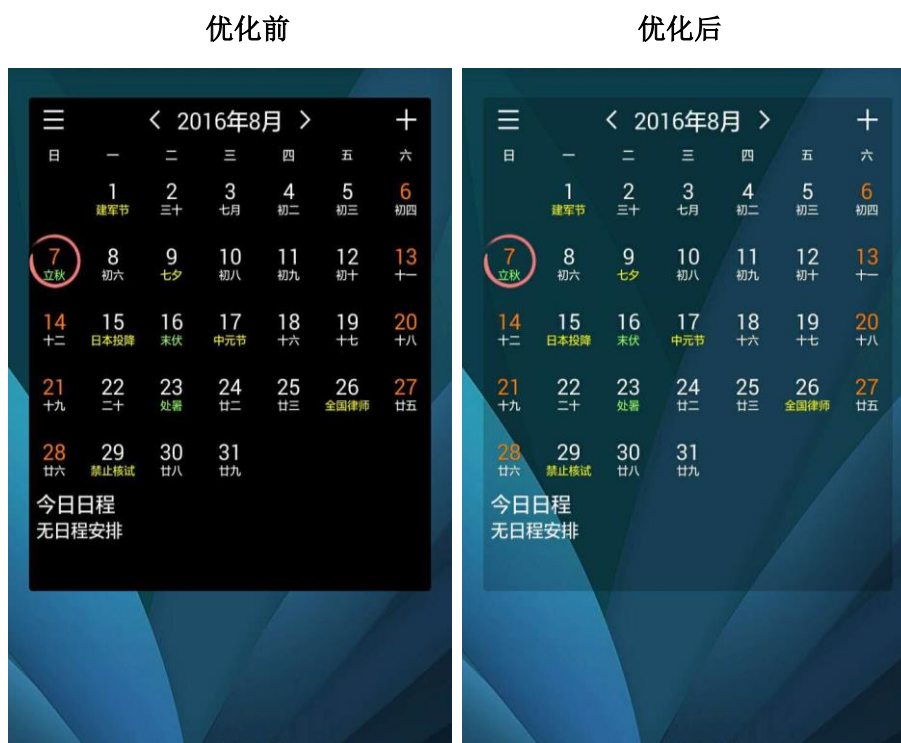 优化前
2016年8月
日 一 二 三 四 五 六
1 2 3 4 5 6
建军节 三十 七月 初二 初三 初四
7 8 9 10 11 12 13
立秋 初六 七夕 初八 初九 初十 十一
14 15 16 17 18 19 20
十二 日本投降 末伏 中元节 十六 十七 十八
21 22 23 24 25 26 27
十九 二十 处暑 廿二 廿三 全国律师 廿五
28 29 30 31
廿六 禁止核试 廿八 廿九
今日日程
无日程安排
优化后
2016年8月
日 一 二 三 四 五 六
1 2 3 4 5 6
建军节 三十 七月 初二 初三 初四
7 8 9 10 11 12 13
立秋 初六 七夕 初八 初九 初十 十一
14 15 16 17 18 19 20
十二 日本投降 末伏 中元节 十六 十七 十八
21 22 23 24 25 26 27
十九 二十 处暑 廿二 廿三 全国律师 廿五
28 29 30 31
廿六 禁止核试 廿八 廿九
今日日程
无日程安排